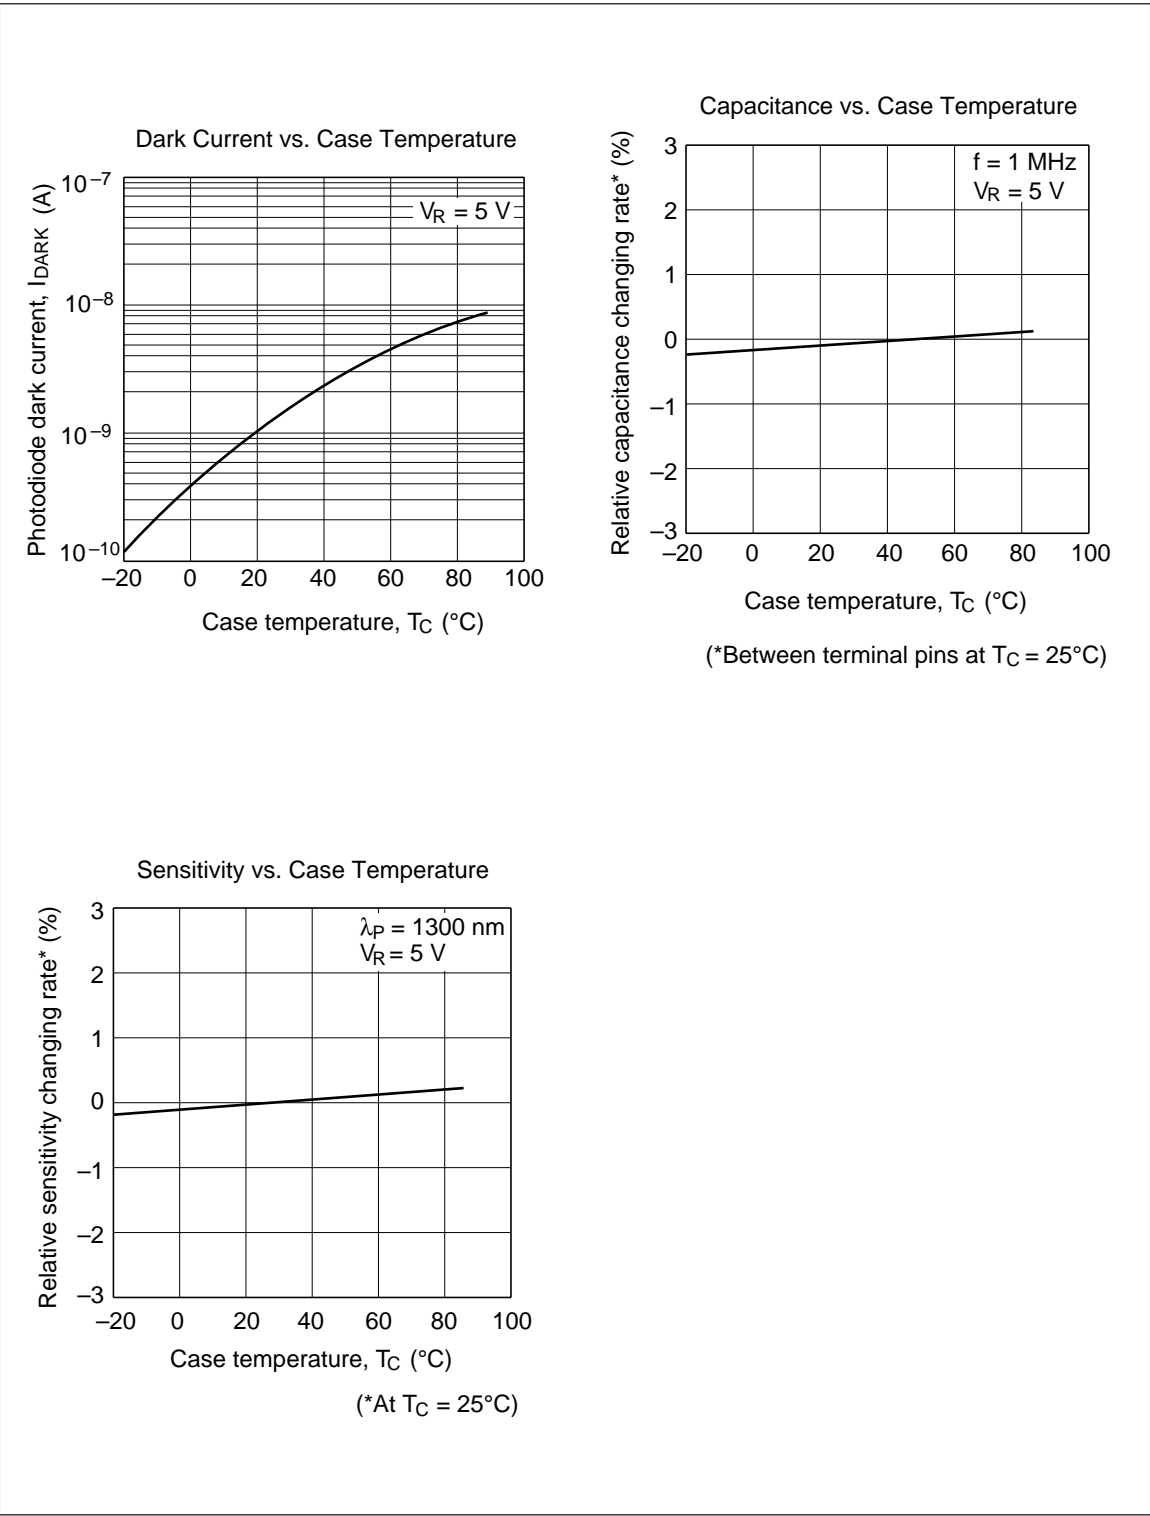 Dark Current vs. Case Temperature
Photodiode dark current, IDARK (A)
10–7
10–8
10–9
10–10
VR = 5 V
–20 0 20 40 60 80 100
Case temperature, TC (°C)
Capacitance vs. Case Temperature
Relative capacitance changing rate* (%)
3
2
1
0
–1
–2
–3
f = 1 MHz
VR = 5 V
–20 0 20 40 60 80 100
Case temperature, TC (°C)
(*Between terminal pins at TC = 25°C)
Sensitivity vs. Case Temperature
Relative sensitivity changing rate* (%)
3
2
1
0
–1
–2
–3
λP = 1300 nm
VR = 5 V
–20 0 20 40 60 80 100
Case temperature, TC (°C)
(*At TC = 25°C)